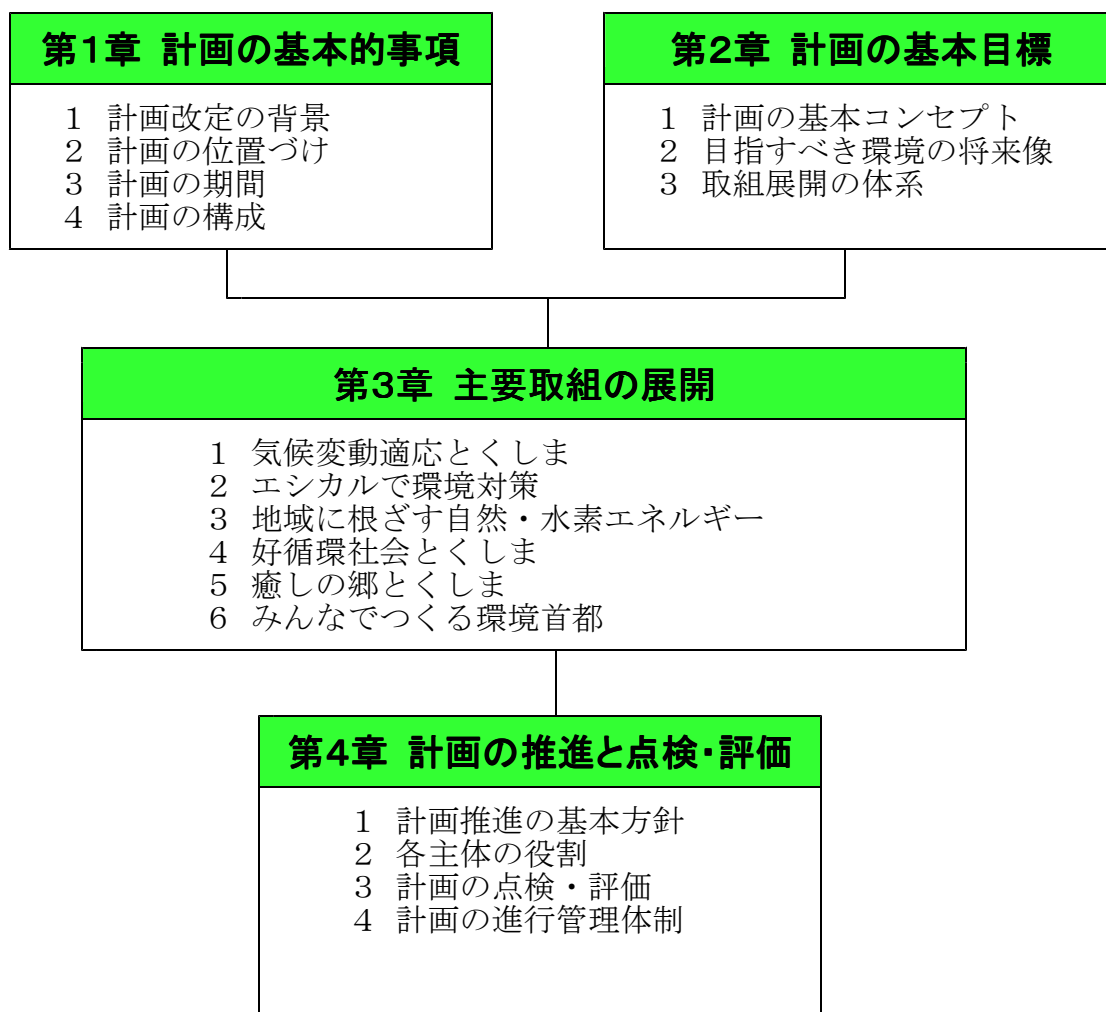 第1章 計画の基本的事項
1 計画改定の背景
2 計画の位置づけ
3 計画の期間
4 計画の構成
第2章 計画の基本目標
1 計画の基本コンセプト
2 目指すべき環境の将来像
3 取組展開の体系
第3章 主要取組の展開
1 気候変動適応とくしま
2 エシカルで環境対策
3 地域に根ざす自然・水素エネルギー
4 好循環社会とくしま
5 癒しの郷とくしま
6 みんなでつくる環境首都
第4章 計画の推進と点検・評価
1 計画推進の基本方針
2 各主体の役割
3 計画の点検・評価
4 計画の進行管理体制